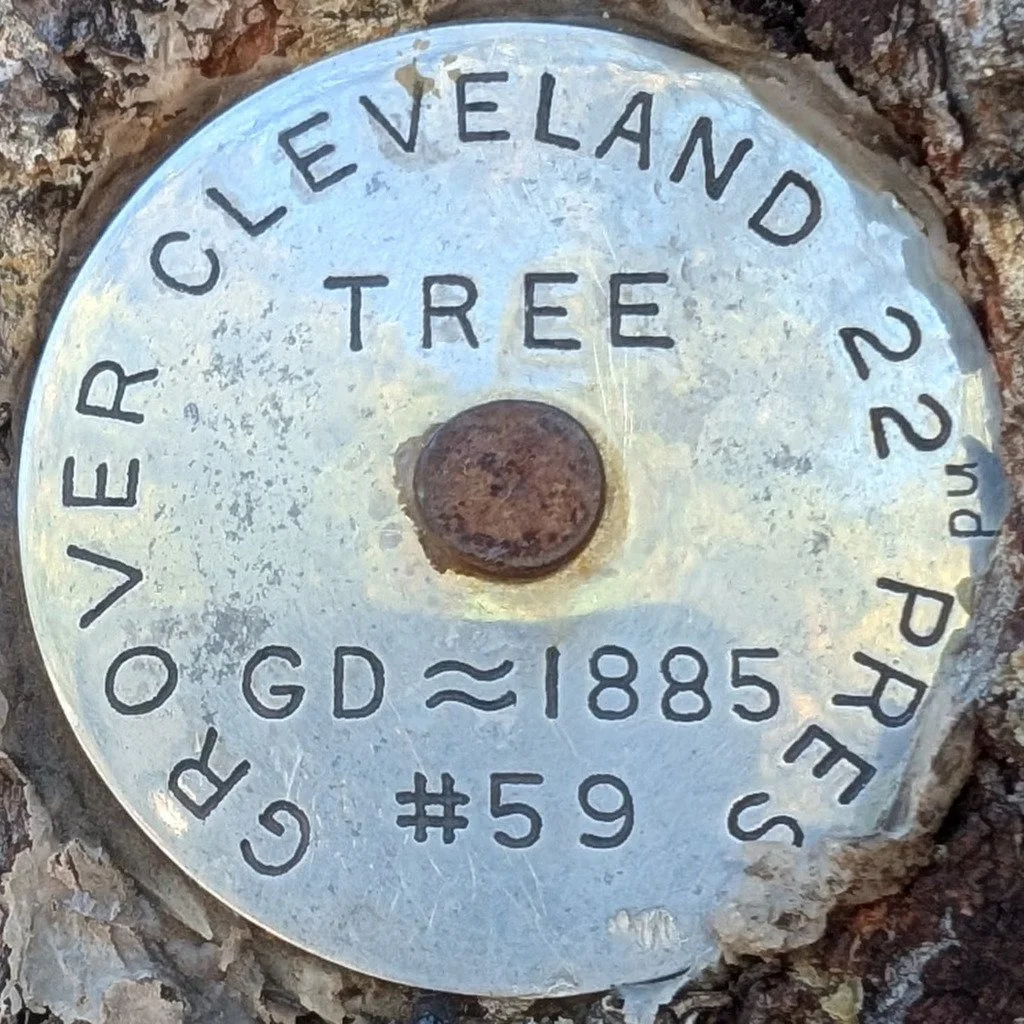 GROVER CLEVELAND 22nd PRES
TREE
GD ≈1885
#59